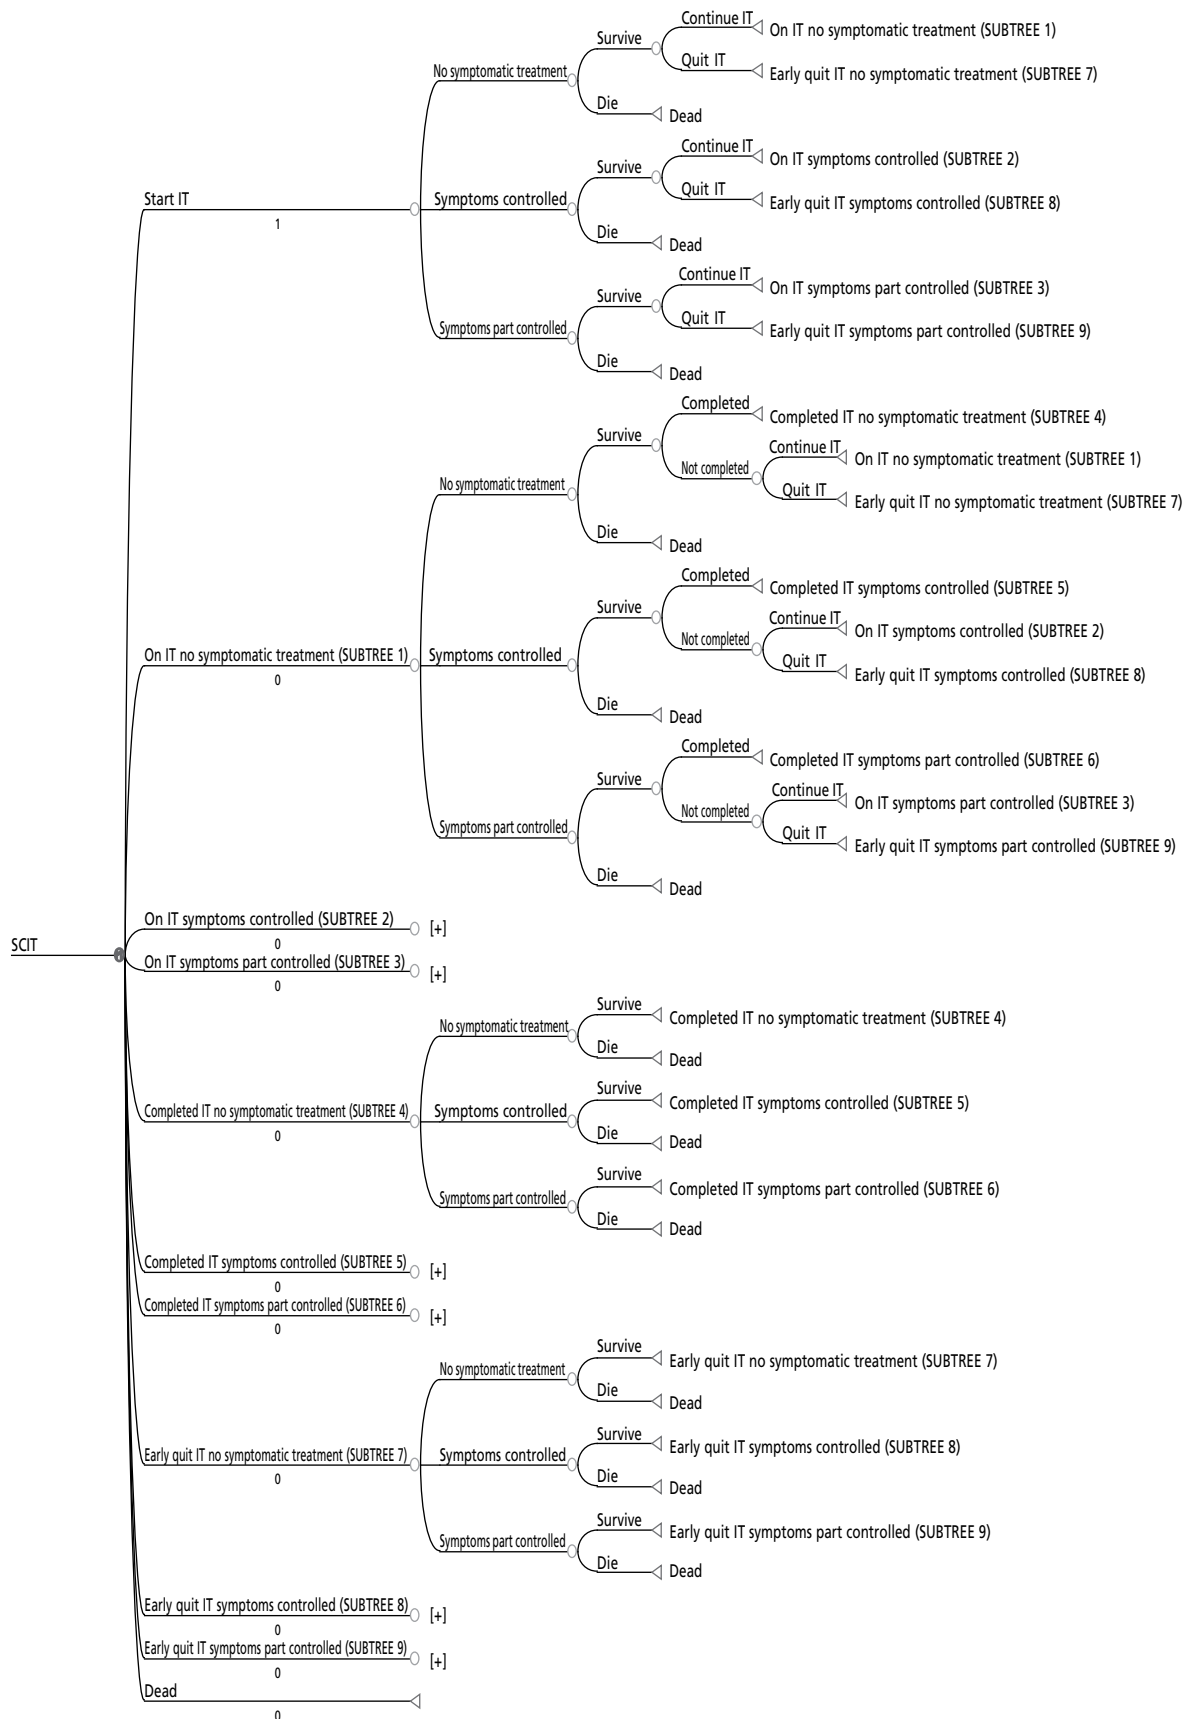 Continue IT
On IT no symptomatic treatment (SUBTREE 1)
Survive
Quit IT
Early quit IT no symptomatic treatment (SUBTREE 7)
No symptomatic treatment
Die
Dead
Continue IT
On IT symptoms controlled (SUBTREE 2)
Survive
Quit IT
Early quit IT symptoms controlled (SUBTREE 8)
Start IT
1
Symptoms controlled
Die
Dead
Continue IT
On IT symptoms part controlled (SUBTREE 3)
Survive
Quit IT
Early quit IT symptoms part controlled (SUBTREE 9)
Symptoms part controlled
Die
Dead
Completed
Completed IT no symptomatic treatment (SUBTREE 4)
Survive
Continue IT
On IT no symptomatic treatment (SUBTREE 1)
Not completed
Quit IT
Early quit IT no symptomatic treatment (SUBTREE 7)
No symptomatic treatment
Die
Dead
Completed
Completed IT symptoms controlled (SUBTREE 5)
Survive
Continue IT
On IT symptoms controlled (SUBTREE 2)
Not completed
Quit IT
Early quit IT symptoms controlled (SUBTREE 8)
On IT no symptomatic treatment (SUBTREE 1)
0
Symptoms controlled
Die
Dead
Completed
Completed IT symptoms part controlled (SUBTREE 6)
Survive
Continue IT
On IT symptoms part controlled (SUBTREE 3)
Not completed
Quit IT
Early quit IT symptoms part controlled (SUBTREE 9)
Symptoms part controlled
Die
Dead
On IT symptoms controlled (SUBTREE 2)
[+]
0
SCIT
On IT symptoms part controlled (SUBTREE 3)
[+]
0
Survive
Completed IT no symptomatic treatment (SUBTREE 4)
No symptomatic treatment
Die
Dead
Survive
Completed IT symptoms controlled (SUBTREE 5)
Completed IT no symptomatic treatment (SUBTREE 4)
0
Symptoms controlled
Die
Dead
Survive
Completed IT symptoms part controlled (SUBTREE 6)
Symptoms part controlled
Die
Dead
Completed IT symptoms controlled (SUBTREE 5)
[+]
0
Completed IT symptoms part controlled (SUBTREE 6)
[+]
0
Survive
Early quit IT no symptomatic treatment (SUBTREE 7)
No symptomatic treatment
Die
Dead
Survive
Early quit IT symptoms controlled (SUBTREE 8)
Early quit IT no symptomatic treatment (SUBTREE 7)
0
Symptoms controlled
Die
Dead
Survive
Early quit IT symptoms part controlled (SUBTREE 9)
Symptoms part controlled
Die
Dead
Early quit IT symptoms controlled (SUBTREE 8)
[+]
0
Early quit IT symptoms part controlled (SUBTREE 9)
[+]
0
Dead
0